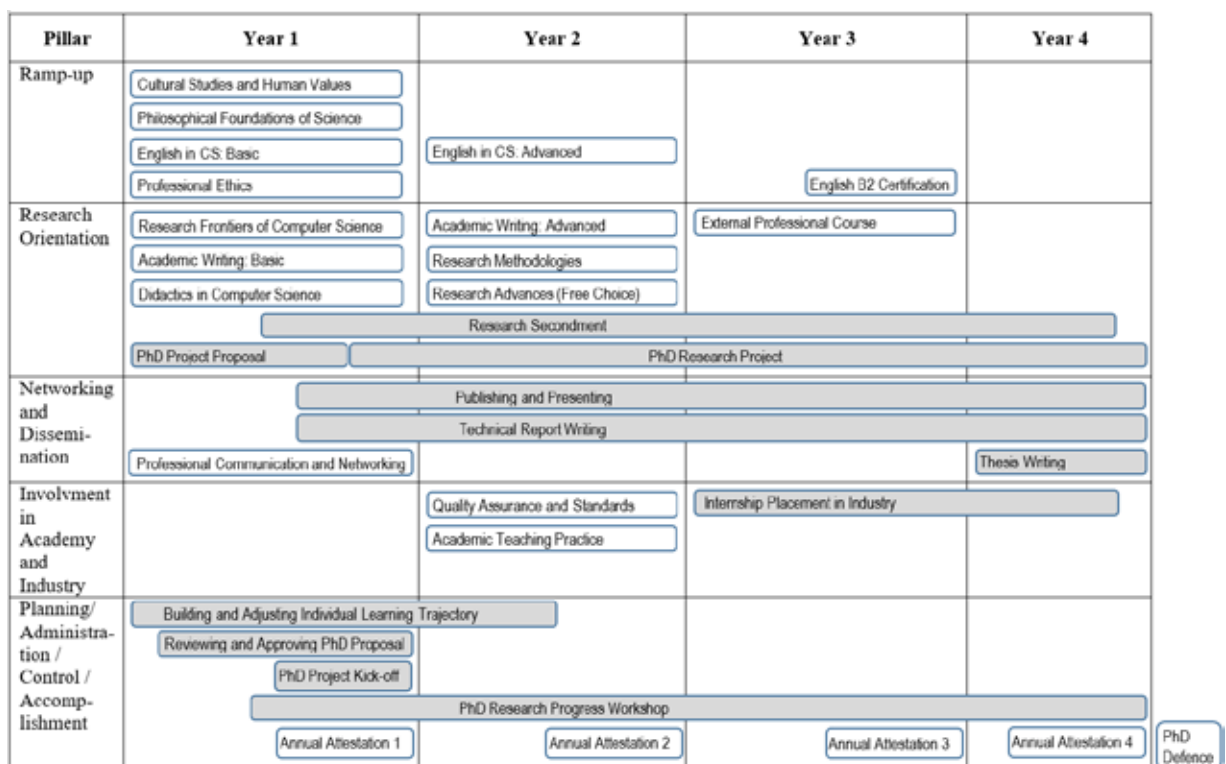 Pillar
Year 1
Year 2
Year 3
Year 4
Ramp-up
Cultural Studies and Human Values
Philosophical Foundations of Science
English in CS: Basic
English in CS: Advanced
Professional Ethics
English B2 Certification
Research
Orientation
Research Frontiers of Computer Science
Academic Writing: Advanced
External Professional Course
Academic Writing: Basic
Research Methodologies
Didactics in Computer Science
Research Advances (Free Choice)
Research Secondment
PhD Project Proposal
PhD Research Project
Networking
and
Dissemi-
nation
Publishing and Presenting
Technical Report Writing
Professional Communication and Networking
Thesis Writing
Involvment
in
Academy
and
Industry
Quality Assurance and Standards
Internship Placement in Industry
Academic Teaching Practice
Planning/
Administra-
tion /
Control /
Accomp-
lishment
Building and Adjusting Individual Learning Trajectory
Reviewing and Approving PhD Proposal
PhD Project Kick-off
PhD Research Progress Workshop
Annual Attestation 1
Annual Attestation 2
Annual Attestation 3
Annual Attestation 4
PhD
Defence